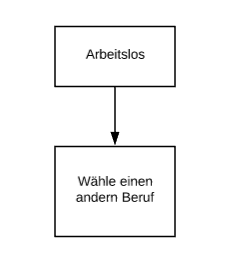 Arbeitslos
Wähle einen
andern Beruf